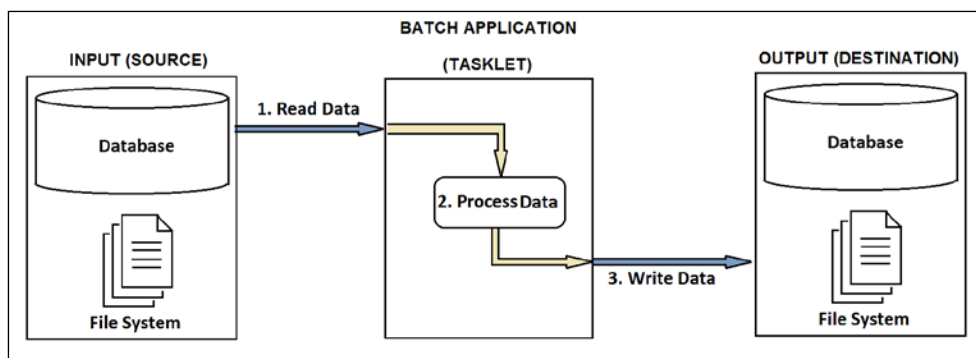 BATCH APPLICATION
INPUT (SOURCE)
(TASKLET)
OUTPUT (DESTINATION)
1. Read Data
Database
2. Process Data
Database
3. Write Data
File System
File System